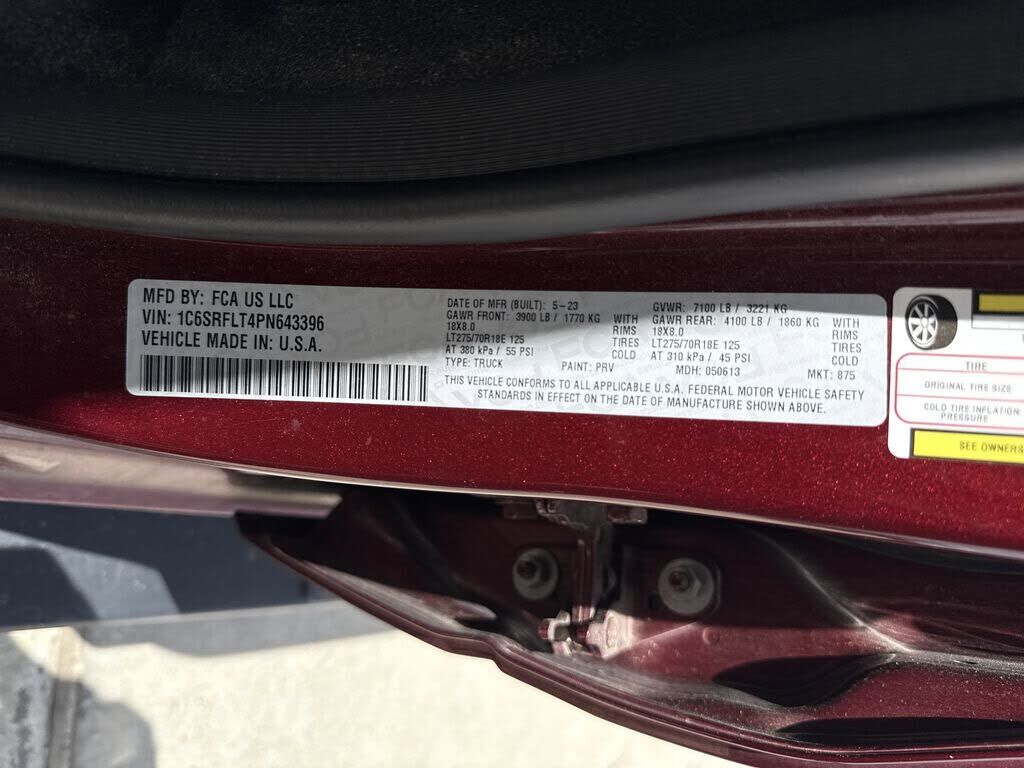 MFD BY: FCA US LLC
VIN: 1C6SRFLT4PN643396
VEHICLE MADE IN: U.S.A.
DATE OF MFR (BUILT): 5-23 GVWR: 7100 LB / 3221 KG
GAWR FRONT: 3900 LB / 1770 KG WITH GAWR REAR: 4100 LB / 1860 KG WITH
18X8.0 RIMS 18X8.0 RIMS
LT275/70R18E 125 TIRES LT275/70R18E 125 TIRES
AT 380 kPa / 55 PSI COLD AT 310 kPa / 45 PSI COLD
TYPE: TRUCK PAINT: PRV MDH: 050613 MKT: 875
THIS VEHICLE CONFORMS TO ALL APPLICABLE U.S.A. FEDERAL MOTOR VEHICLE SAFETY
STANDARDS IN EFFECT ON THE DATE OF MANUFACTURE SHOWN ABOVE.
TIRE
ORIGINAL TIRE SIZE
COLD TIRE INFLATION
PRESSURE
SEE OWNERS